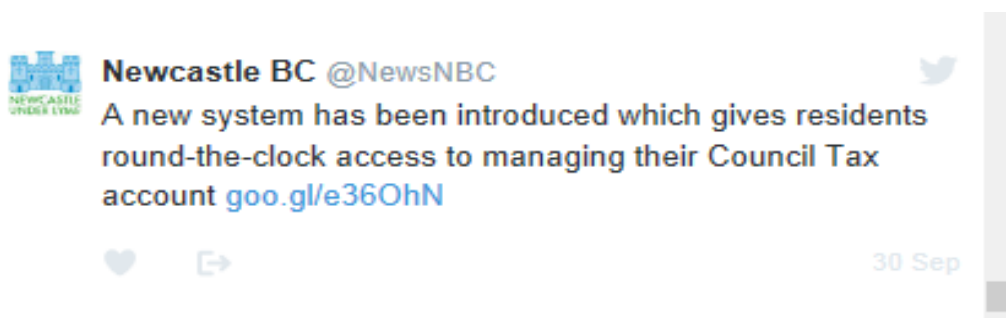 Newcastle BC @NewsNBC
NEWCASTLE
UNDER LYME
A new system has been introduced which gives residents
round-the-clock access to managing their Council Tax
account goo.gl/e36OhN
30 Sep